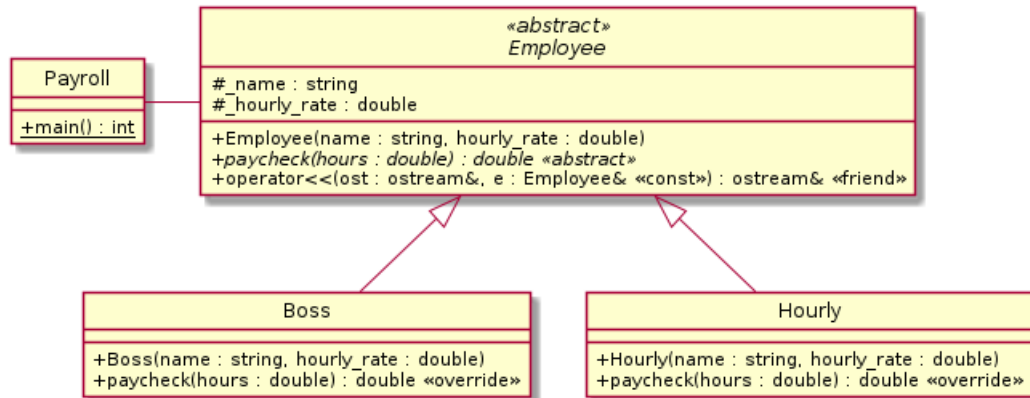 «abstract»
Employee
#_name : string
#_hourly_rate : double
+Employee(name : string, hourly_rate : double)
+paycheck(hours : double) : double «abstract»
+operator<<(ost : ostream&, e : Employee& «const») : ostream& «friend»
Payroll
+main() : int
Boss
+Boss(name : string, hourly_rate : double)
+paycheck(hours : double) : double «override»
Hourly
+Hourly(name : string, hourly_rate : double)
+paycheck(hours : double) : double «override»